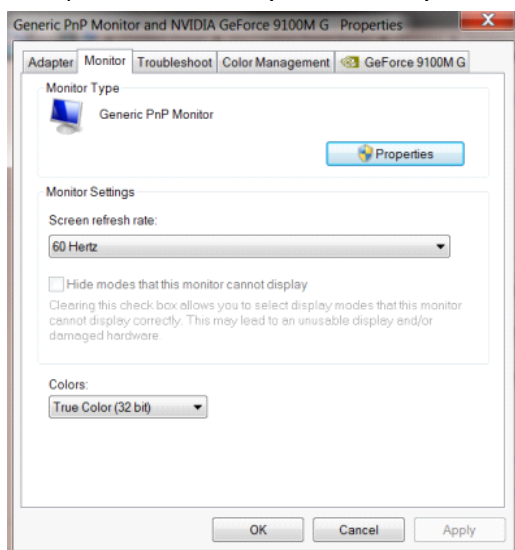 Generic PnP Monitor and NVIDIA GeForce 9100M G Properties
Adapter Monitor Troubleshoot Color Management GeForce 9100M G
Monitor Type
Generic PnP Monitor
Properties
Monitor Settings
Screen refresh rate:
60 Hertz
Hide modes that this monitor cannot display
Clearing this check box allows you to select display modes that this monitor
cannot display correctly. This may lead to an unusable display and/or
damaged hardware.
Colors:
True Color (32 bit)
OK Cancel Apply